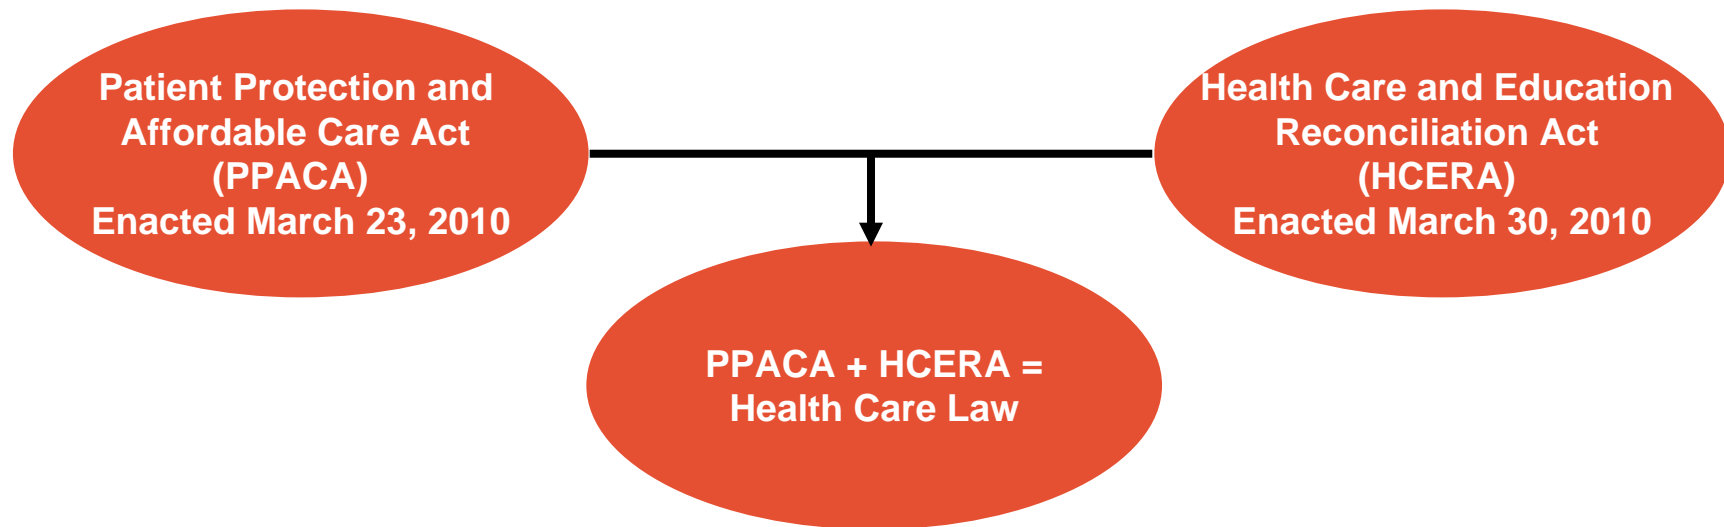 Patient Protection and
Affordable Care Act
(PPACA)
Enacted March 23, 2010
Health Care and Education
Reconciliation Act
(HCERA)
Enacted March 30, 2010
PPACA + HCERA =
Health Care Law